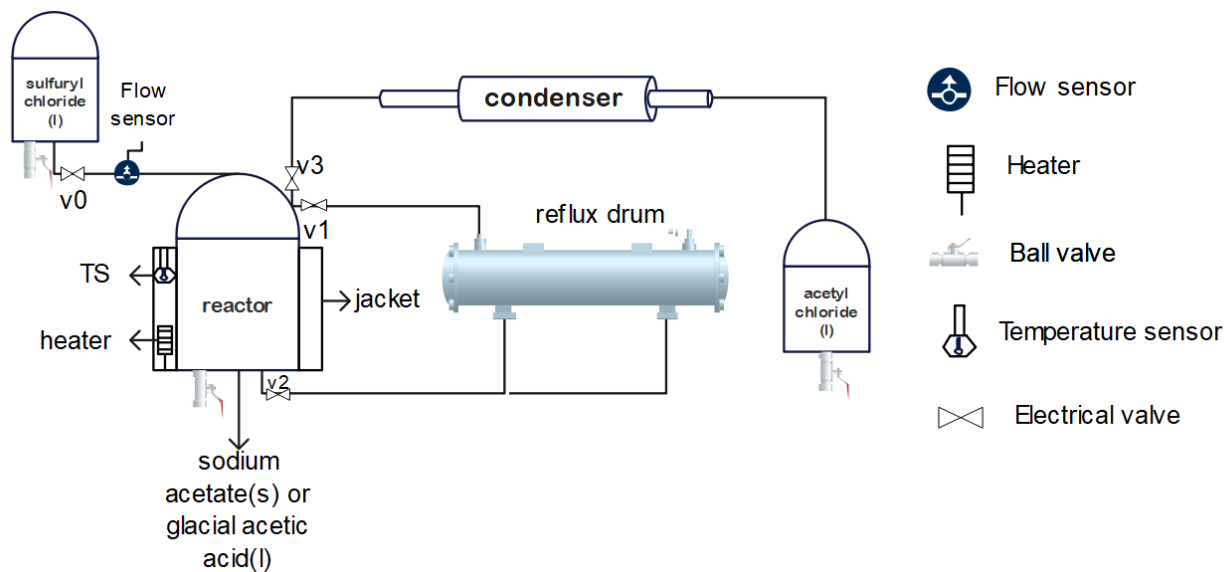 sulfuryl
chloride
(l)
Flow
sensor
v0
condenser
v3
v1
reflux drum
TS
heater
reactor
jacket
v2
acetyl
chloride
(l)
sodium
acetate(s) or
glacial acetic
acid(l)
Flow sensor
Heater
Ball valve
Temperature sensor
Electrical valve